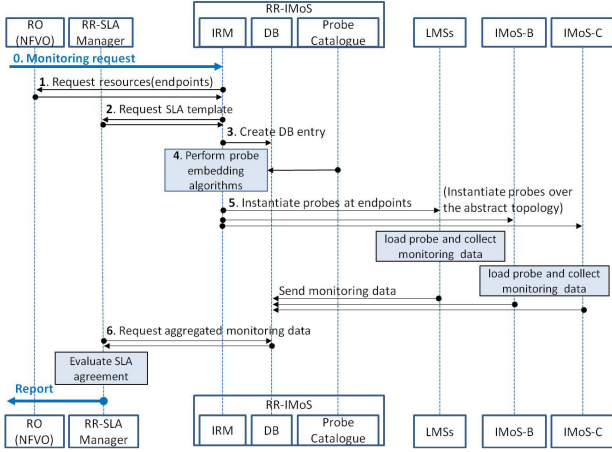 RR-IMoS
RO
(NFVO)
RR-SLA
Manager
IRM
DB
Probe
Catalogue
LMSs
IMoS-B
IMoS-C
0. Monitoring request
1. Request resources(endpoints)
2. Request SLA template
3. Create DB entry
4. Perform probe
embedding
algorithms
5. Instantiate probes at endpoints
(Instantiate probes over
the abstract topology)
load probe and collect
monitoring data
load probe and collect
monitoring data
Send monitoring data
6. Request aggregated monitoring data
Evaluate SLA
agreement
Report
RR-IMoS
RO
(NFVO)
RR-SLA
Manager
IRM
DB
Probe
Catalogue
LMSs
IMoS-B
IMoS-C